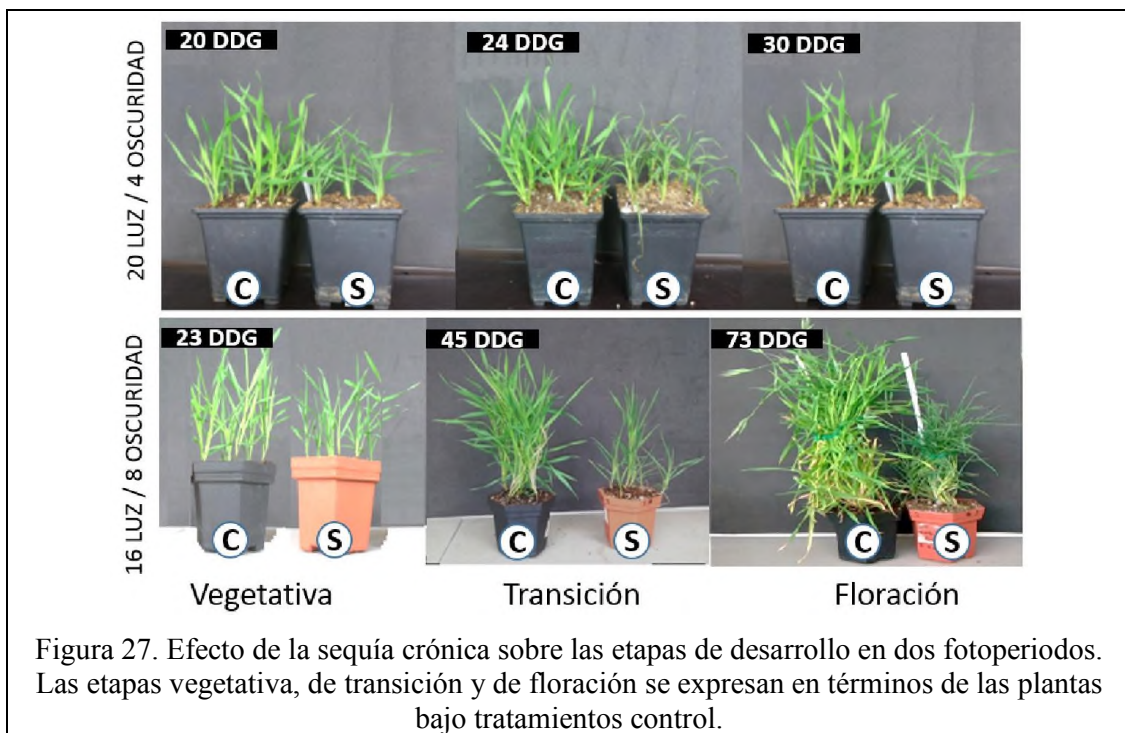 20 DDG
24 DDG
30 DDG
20 LUZ / 4 OSCURIDAD
C
S
C
S
C
S
23 DDG
45 DDG
73 DDG
16 LUZ / 8 OSCURIDAD
C
S
C
S
C
S
Vegetativa
Transición
Floración
Figura 27. Efecto de la sequía crónica sobre las etapas de desarrollo en dos fotoperiodos.
Las etapas vegetativa, de transición y de floración se expresan en términos de las plantas
bajo tratamientos control.